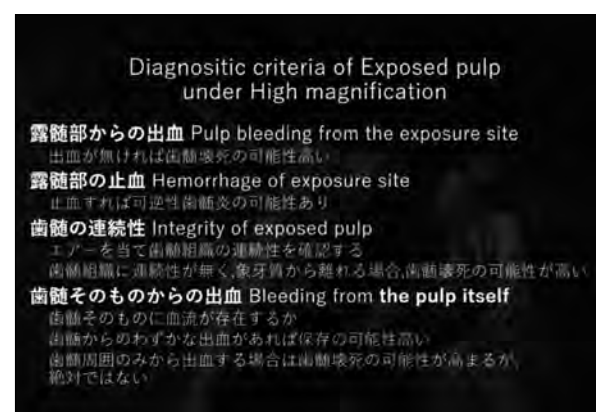 Diagnositic criteria of Exposed pulp
under High magnification
露髄部からの出血 Pulp bleeding from the exposure site
出血が無ければ歯髄壊死の可能性高い
露髄部の止血 Hemorrhage of exposure site
止血すれば可逆性歯髄炎の可能性あり
歯髄の連続性 Integrity of exposed pulp
エアーを当て歯髄組織の連続性を確認する
歯髄組織に連続性が無く,象牙質から離れる場合,歯髄壊死の可能性が高い
歯髄そのものからの出血 Bleeding from the pulp itself
歯髄そのものに血流が存在するか
歯髄からのわずかな出血があれば保存の可能性高い
歯髄周囲のみから出血する場合は歯髄壊死の可能性が高まるが,
絶対ではない